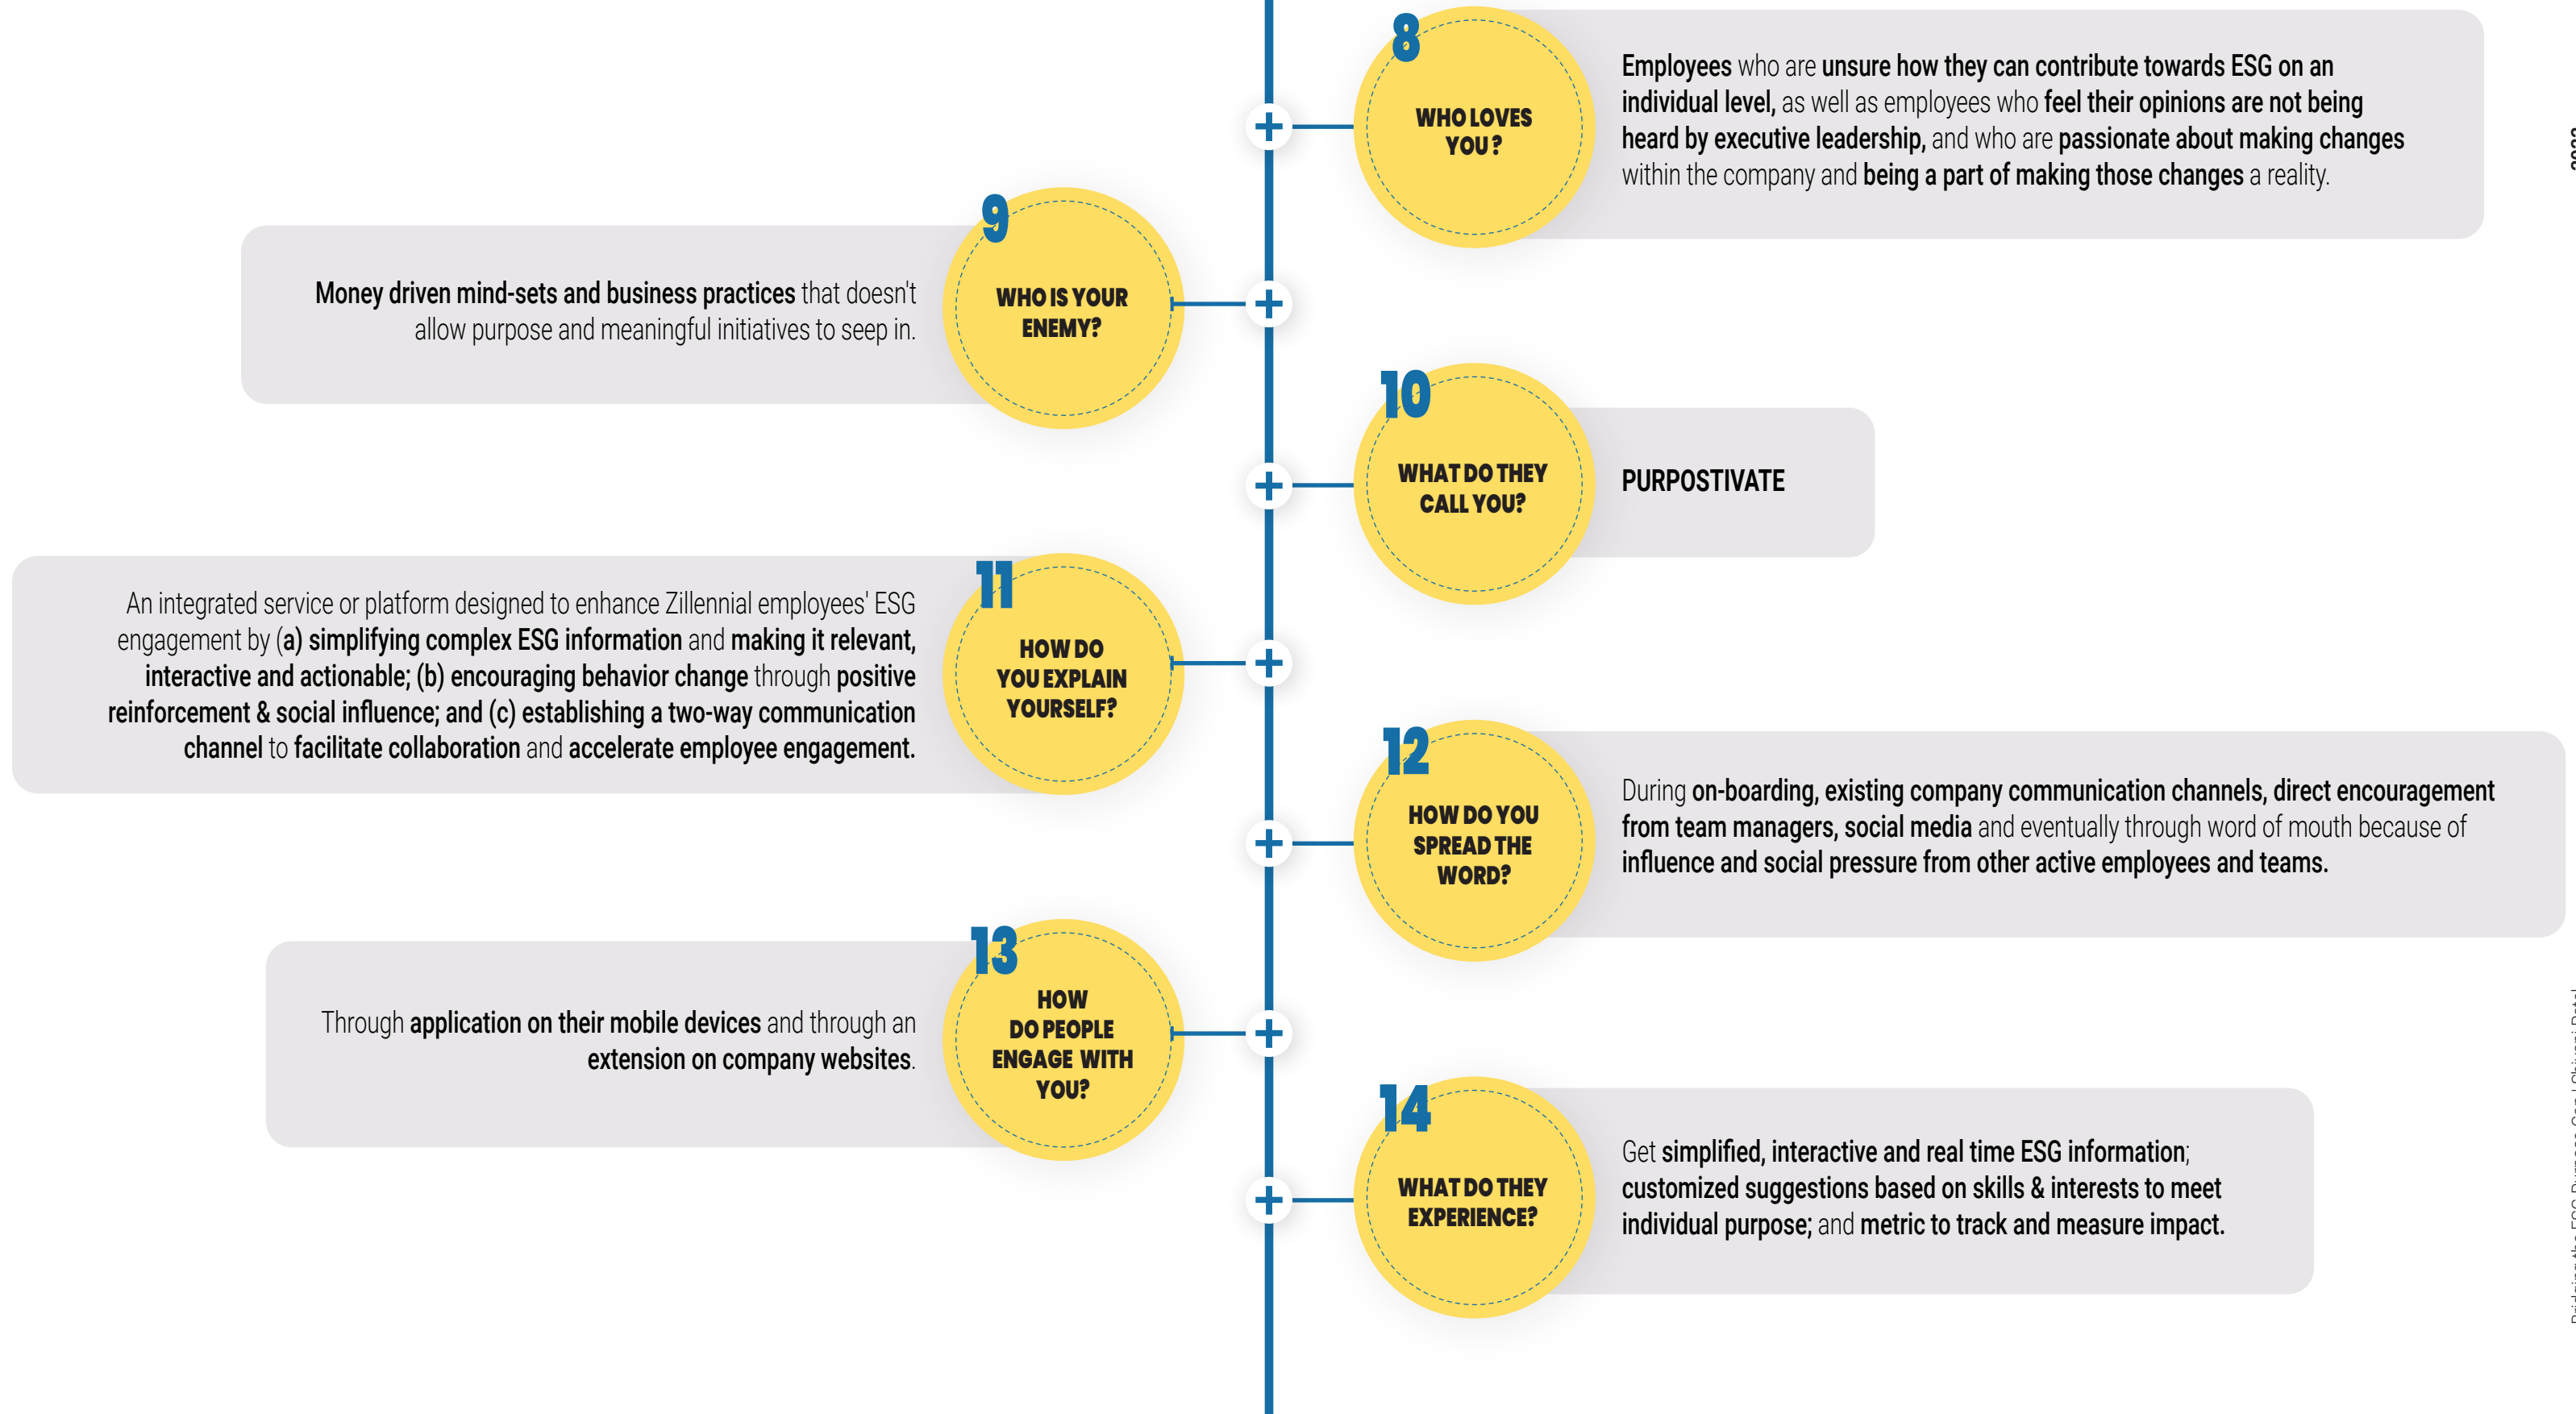 8
WHO LOVES
YOU ?
Employees who are unsure how they can contribute towards ESG on an
individual level, as well as employees who feel their opinions are not being
heard by executive leadership, and who are passionate about making changes
within the company and being a part of making those changes a reality.
9
WHO IS YOUR
ENEMY?
Money driven mind-sets and business practices that doesn't
allow purpose and meaningful initiatives to seep in.
10
WHAT DO THEY
CALL YOU?
PURPOSTIVATE
11
HOW DO
YOU EXPLAIN
YOURSELF?
An integrated service or platform designed to enhance Zillennial employees' ESG
engagement by (a) simplifying complex ESG information and making it relevant,
interactive and actionable; (b) encouraging behavior change through positive
reinforcement & social influence; and (c) establishing a two-way communication
channel to facilitate collaboration and accelerate employee engagement.
12
HOW DO YOU
SPREAD THE
WORD?
During on-boarding, existing company communication channels, direct encouragement
from team managers, social media and eventually through word of mouth because of
influence and social pressure from other active employees and teams.
13
HOW
DO PEOPLE
ENGAGE WITH
YOU?
Through application on their mobile devices and through an
extension on company websites.
14
WHAT DO THEY
EXPERIENCE?
Get simplified, interactive and real time ESG information;
customized suggestions based on skills & interests to meet
individual purpose; and metric to track and measure impact.